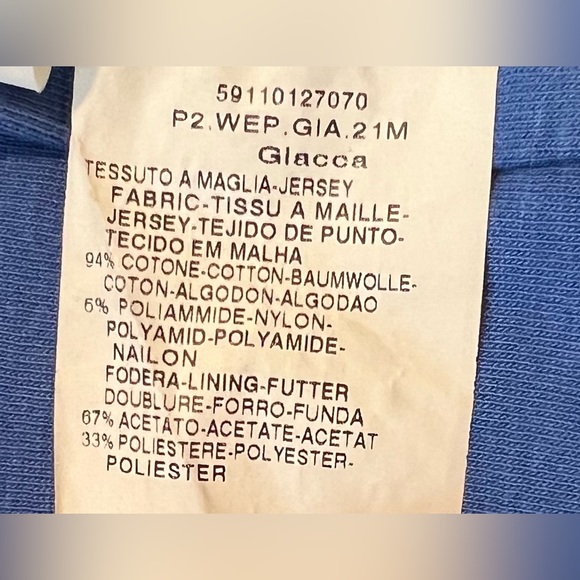 59110127070
P2.WEP.GIA.21M
Giacca
TESSUTO A MAGLIA-JERSEY
FABRIC-TISSU A MAILLE-
JERSEY-TEJIDO DE PUNTO-
TECIDO EM MALHA
94% COTONE-COTTON-BAUMWOLLE-
COTON-ALGODON-ALGODAO
6% POLIAMMIDE-NYLON-
POLYAMID-POLYAMIDE-
NAILON
FODERA-LINING-FUTTER
DOUBLURE-FORRO-FUNDA
67% ACETATO-ACETATE-ACETAT
33% POLIESTERE-POLYESTER-
POLIESTER